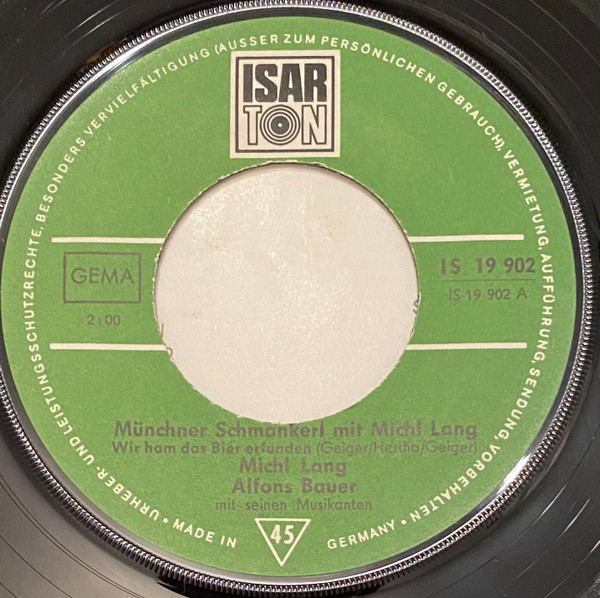 URHEBER- UND LEISTUNGSSCHUTZRECHTE, BESONDERS VERVIELFÄLTIGUNG (AUSSER ZUM PERSÖNLICHEN GEBRAUCH), VERMIETUNG, AUFFÜHRUNG, SENDUNG, VORBEHALTEN
ISAR
TON
GEMA
2:00
IS 19 902
IS 19 902 A
Münchner Schmankerl mit Michl Lang
Wir ham das Bier erfunden (Geiger/Hertha/Geiger)
Michl Lang
Alfons Bauer
mit seinen Musikanten
• MADE IN
45
GERMANY •